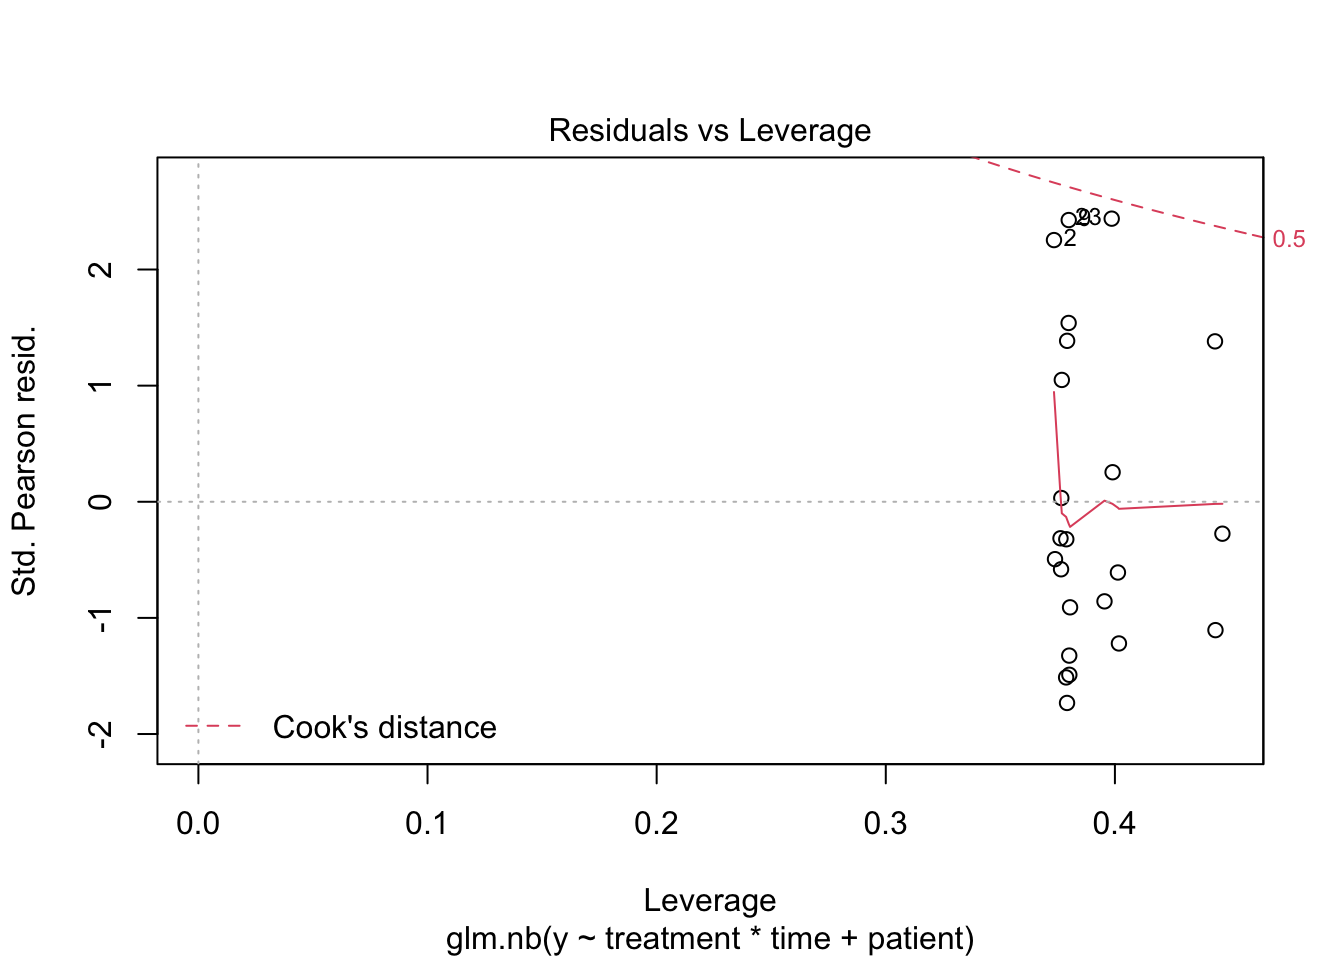 Residuals vs Leverage
Std. Pearson resid.
2
1
0
-1
-2
2
0.5
Cook's distance
0.0 0.1 0.2 0.3 0.4
Leverage
glm.nb(y ~ treatment * time + patient)